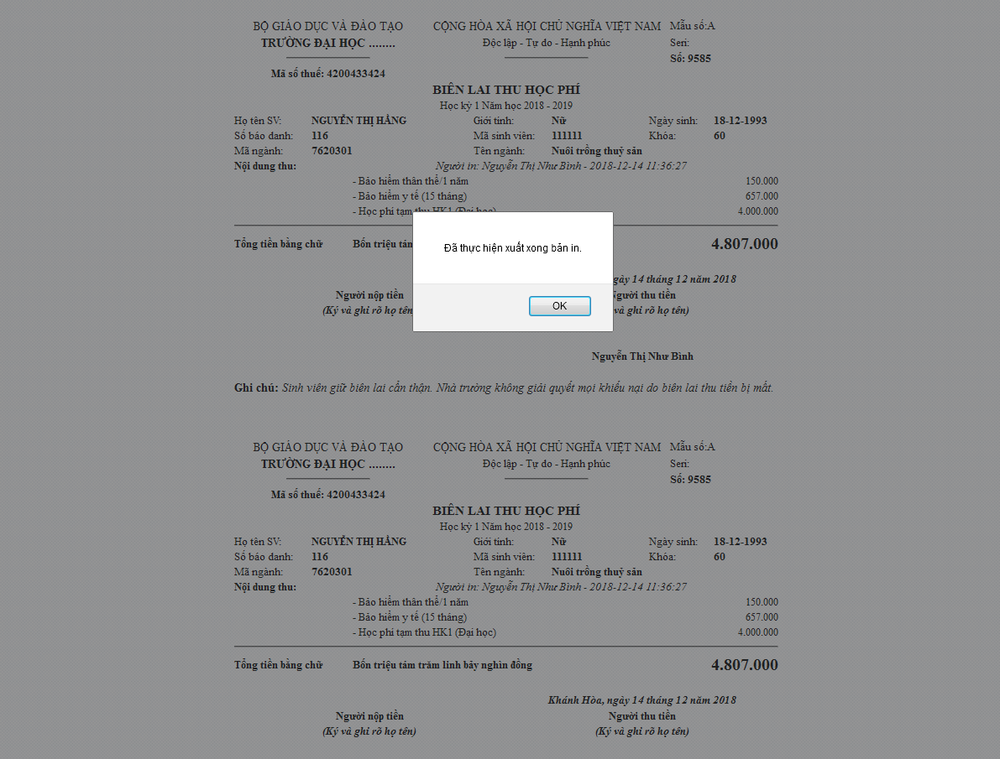 BỘ GIÁO DỤC VÀ ĐÀO TẠO CỘNG HÒA XÃ HỘI CHỦ NGHĨA VIỆT NAM Mẫu số:A
TRƯỜNG ĐẠI HỌC ........ Độc lập - Tự do - Hạnh phúc Seri:
Số: 9585
Mã số thuế: 4200433424
BIÊN LAI THU HỌC PHÍ
Học kỳ 1 Năm học 2018 - 2019
Họ tên SV: NGUYỄN THỊ HẰNG Giới tính: Nữ Ngày sinh: 18-12-1993
Số báo danh: 116 Mã sinh viên: 111111 Khóa: 60
Mã ngành: 7620301 Tên ngành: Nuôi trồng thuỷ sản
Nội dung thu: Người in: Nguyễn Thị Như Bình - 2018-12-14 11:36:27
- Bảo hiểm thân thể/1 năm 150.000
- Bảo hiểm y tế (15 tháng) 657.000
- Học phí tạm thu HK1 (Đại học) 4.000.000
Tổng tiền bằng chữ Bốn triệu tám 4.807.000
Đã thực hiện xuất xong bản in.
ngày 14 tháng 12 năm 2018
Người nộp tiền Người thu tiền
(Ký và ghi rõ họ tên và ghi rõ họ tên)
OK
Nguyễn Thị Như Bình
Ghi chú: Sinh viên giữ biên lai cẩn thận. Nhà trường không giải quyết mọi khiếu nại do biên lai thu tiền bị mất.
BỘ GIÁO DỤC VÀ ĐÀO TẠO CỘNG HÒA XÃ HỘI CHỦ NGHĨA VIỆT NAM Mẫu số:A
TRƯỜNG ĐẠI HỌC ........ Độc lập - Tự do - Hạnh phúc Seri:
Số: 9585
Mã số thuế: 4200433424
BIÊN LAI THU HỌC PHÍ
Học kỳ 1 Năm học 2018 - 2019
Họ tên SV: NGUYỄN THỊ HẰNG Giới tính: Nữ Ngày sinh: 18-12-1993
Số báo danh: 116 Mã sinh viên: 111111 Khóa: 60
Mã ngành: 7620301 Tên ngành: Nuôi trồng thuỷ sản
Nội dung thu: Người in: Nguyễn Thị Như Bình - 2018-12-14 11:36:27
- Bảo hiểm thân thể/1 năm 150.000
- Bảo hiểm y tế (15 tháng) 657.000
- Học phí tạm thu HK1 (Đại học) 4.000.000
Tổng tiền bằng chữ Bốn triệu tám trăm linh bảy nghìn đồng 4.807.000
Khánh Hòa, ngày 14 tháng 12 năm 2018
Người nộp tiền Người thu tiền
(Ký và ghi rõ họ tên) (Ký và ghi rõ họ tên)